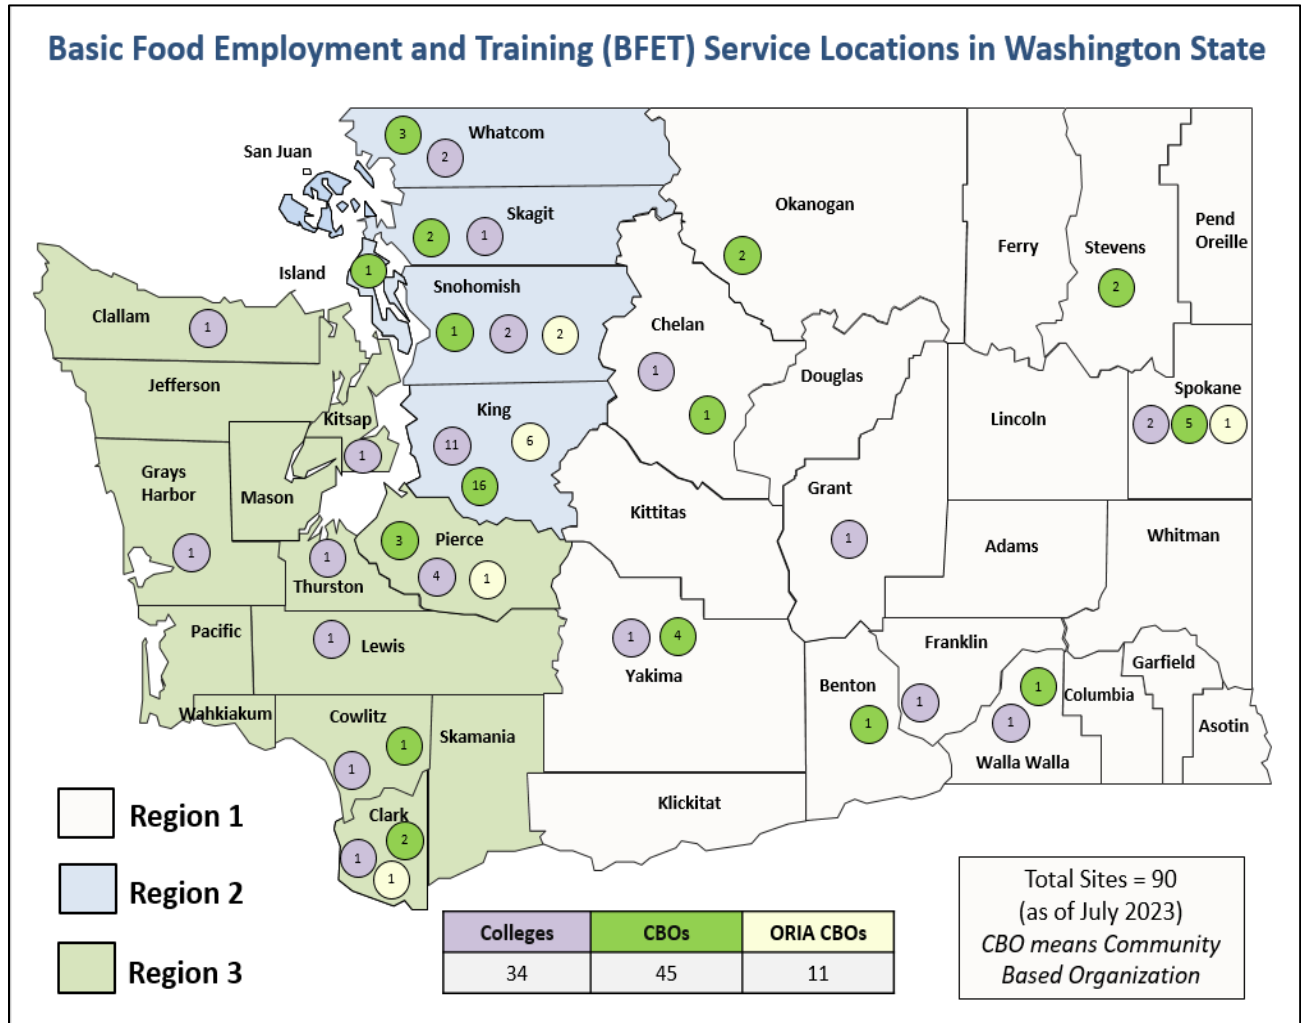 Basic Food Employment and Training (BFET) Service Locations in Washington State
San Juan
3
Whatcom
2
Skagit
2
1
Island
1
Snohomish
1
2
2
King
11
6
16
Okanogan
2
Ferry
Stevens
2
Pend
Oreille
Chelan
1
1
Douglas
Lincoln
Spokane
2
5
1
Clallam
1
Jefferson
Kitsap
1
Grays
Harbor
1
Mason
Thurston
1
Pierce
3
4
1
Kittitas
Grant
1
Adams
Whitman
Pacific
Lewis
1
Yakima
1
4
Benton
1
Franklin
1
Walla Walla
1
1
Columbia
Garfield
Asotin
Wahkiakum
Cowlitz
1
1
Skamania
Clark
2
1
1
Klickitat
Region 1
Region 2
Region 3
Colleges CBOs ORIA CBOs
34 45 11
Total Sites = 90
(as of July 2023)
CBO means Community
Based Organization